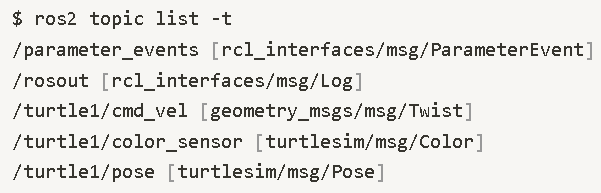 $ ros2 topic list -t
/parameter_events [rcl_interfaces/msg/ParameterEvent]
/rosout [rcl_interfaces/msg/Log]
/turtle1/cmd_vel [geometry_msgs/msg/Twist]
/turtle1/color_sensor [turtlesim/msg/Color]
/turtle1/pose [turtlesim/msg/Pose]